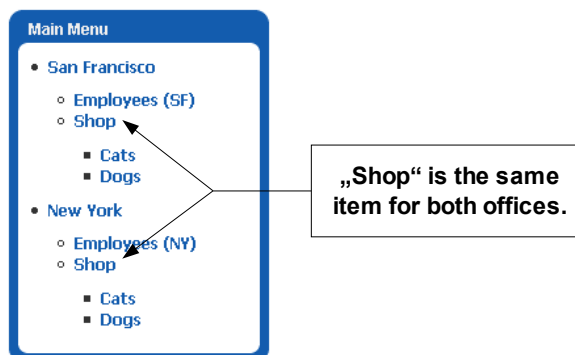 Main Menu
San Francisco
Employees (SF)
Shop
Cats
Dogs
New York
Employees (NY)
Shop
Cats
Dogs
„Shop“ is the same
item for both offices.